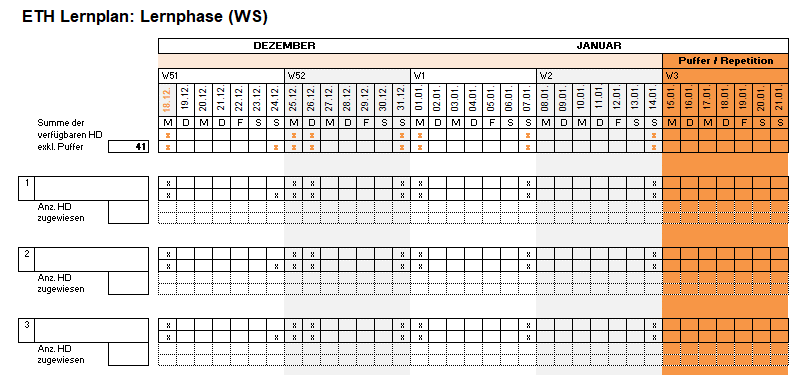 ETH Lernplan: Lernphase (WS)
DEZEMBER JANUAR
Puffer / Repetition
W51 W52 W1 W2 W3
18.12. 19.12. 20.12. 21.12. 22.12. 23.12. 24.12. 25.12. 26.12. 27.12. 28.12. 29.12. 30.12. 31.12. 01.01. 02.01. 03.01. 04.01. 05.01. 06.01. 07.01. 08.01. 09.01. 10.01. 11.01. 12.01. 13.01. 14.01. 15.01. 16.01. 17.01. 18.01. 19.01. 20.01. 21.01.
Summe der M D M D F S S M D M D F S S M D M D F S S M D M D F S S M D M D F S S
verfügbaren HD x x x x x x x
exkl. Puffer 41 x x x x x x x x
1 x x x x x x x
x x x x x x x x
Anz. HD
zugewiesen
2 x x x x x x x
x x x x x x x x
Anz. HD
zugewiesen
3 x x x x x x x
x x x x x x x x
Anz. HD
zugewiesen